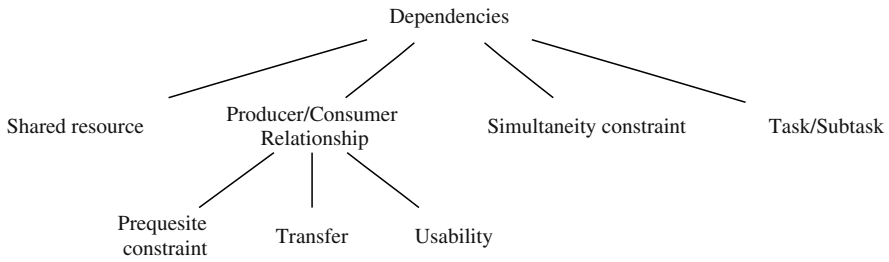 Dependencies
Shared resource
Producer/Consumer
Relationship
Simultaneity constraint
Task/Subtask
Prequesite
constraint
Transfer
Usability